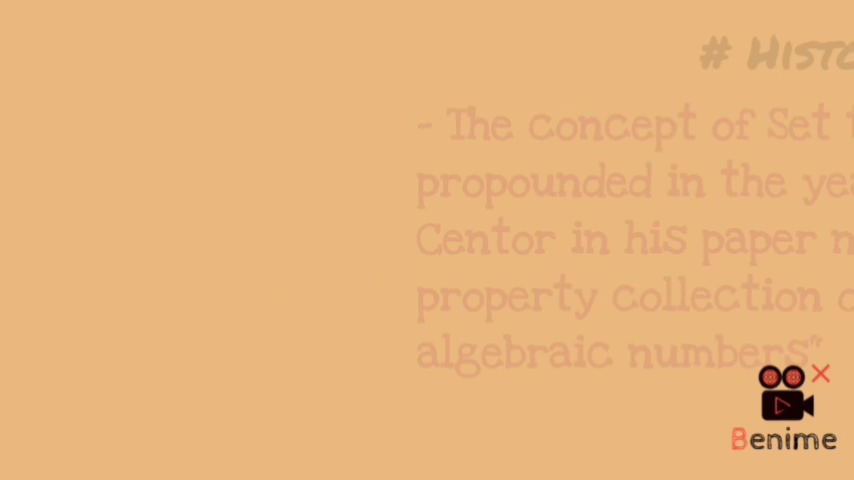 # Histo
- The concept of Set t
propounded in the yea
Centor in his paper n
property collection o
algebraic numbers"
Benime